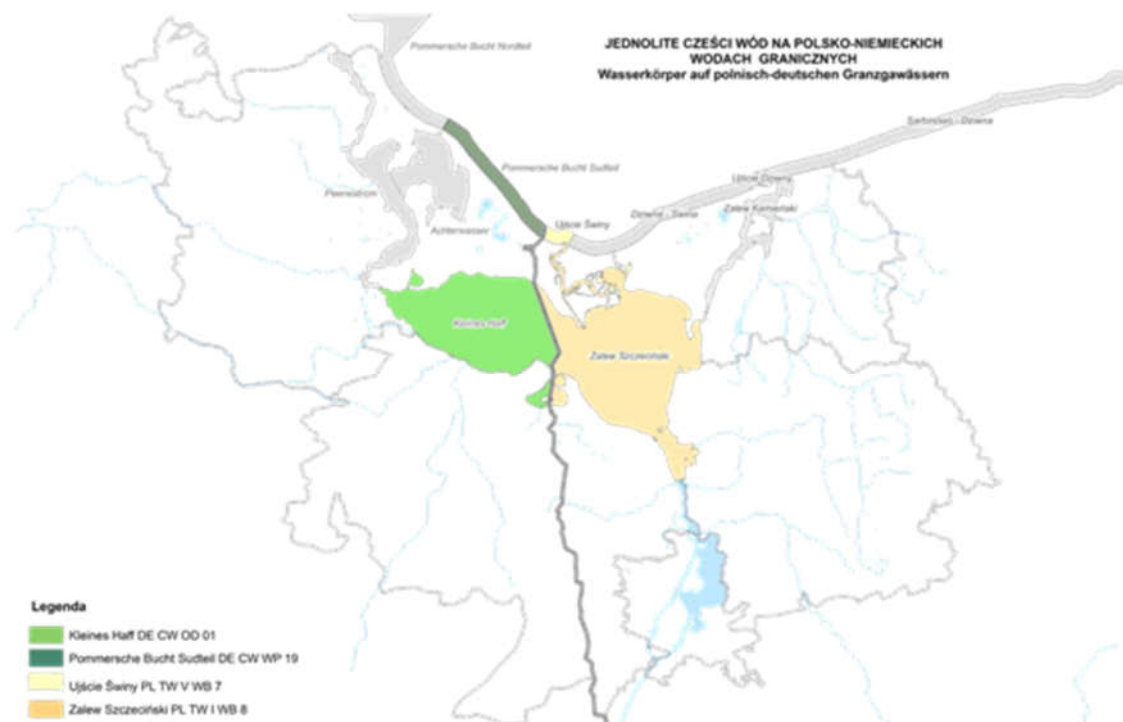 JEDNOLITE CZEŚCI WÓD NA POLSKO-NIEMIECKICH
WODACH GRANICZNYCH
Wasserkörper auf polnisch-deutschen Granzgawässern
Pommersche Bucht Nordteil
Pommersche Bucht Sudteil
Peenestrom
Achterwasser
Ujście Świny
Dziwna - Świna
Zalew Kamieński
Ujście Dziwny
Sarbinowo - Dziwna
Kleines Haff
Zalew Szczeciński
Legenda
Kleines Haff DE CW OD 01
Pommersche Bucht Sudteil DE CW WP 19
Ujście Świny PL TW V WB 7
Zalew Szczeciński PL TW I WB 8